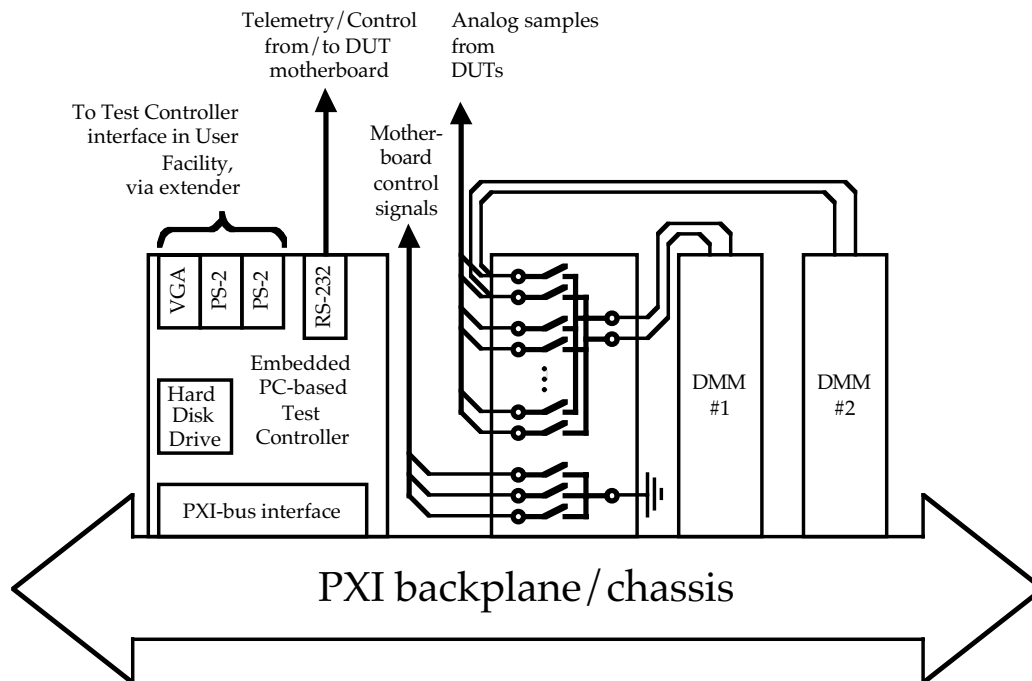 Telemetry/Control
from/to DUT
motherboard
Analog samples
from
DUTs
To Test Controller
interface in User
Facility,
via extender
Mother-
board
control
signals
VGA
PS-2
PS-2
RS-232
Embedded
PC-based
Test
Controller
Hard
Disk
Drive
PXI-bus interface
DMM
#1
DMM
#2
PXI backplane/chassis